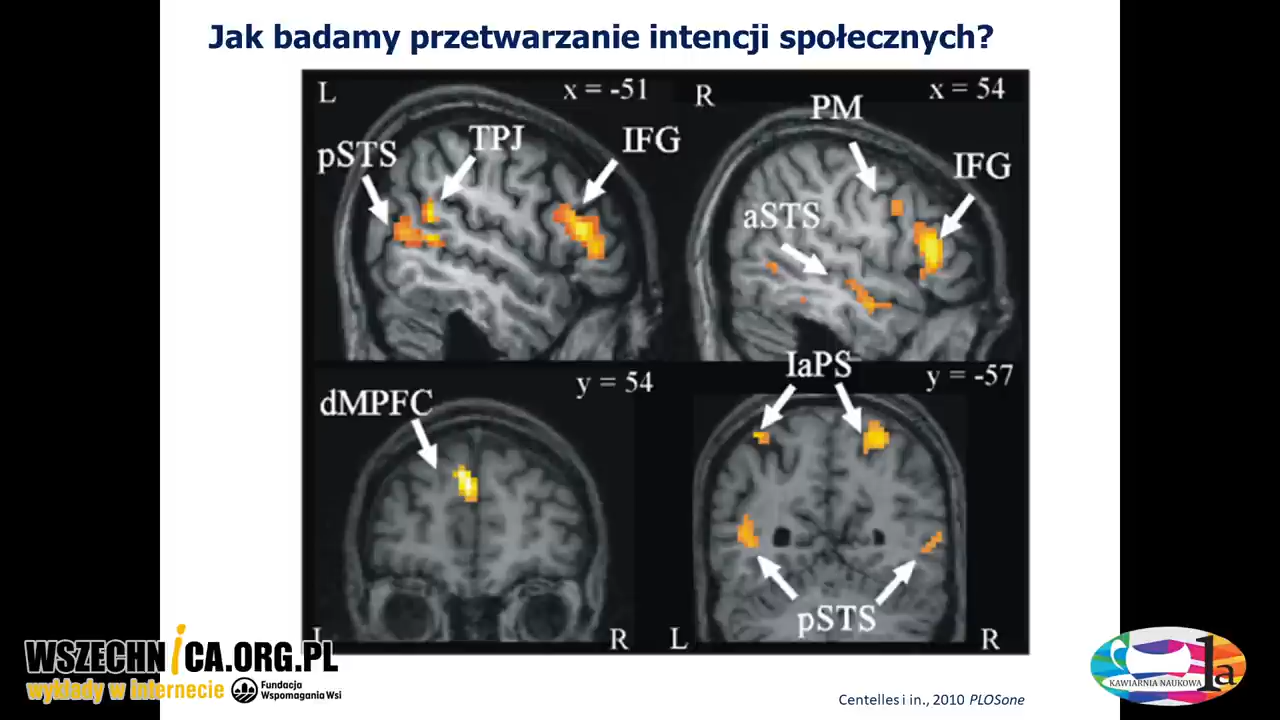 Jak badamy przetwarzanie intencji społecznych?
L
x = -51
R
x = 54
PM
TPJ
IFG
pSTS
IFG
aSTS
IaPS
y = 54
y = -57
dMPFC
pSTS
L
R
L
R
WSZECHNICA.ORG.PL
wykłady w internecie
Fundacja
Wspomagania Wsi
KAWIARNIA NAUKOWA
1a
Centelles i in., 2010 PLOSone